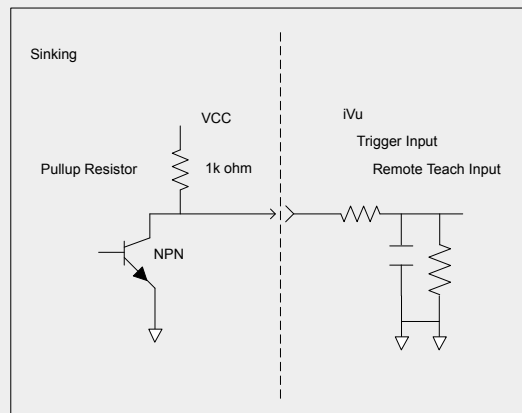 Sinking
VCC
Pullup Resistor
1k ohm
NPN
iVu
Trigger Input
Remote Teach Input